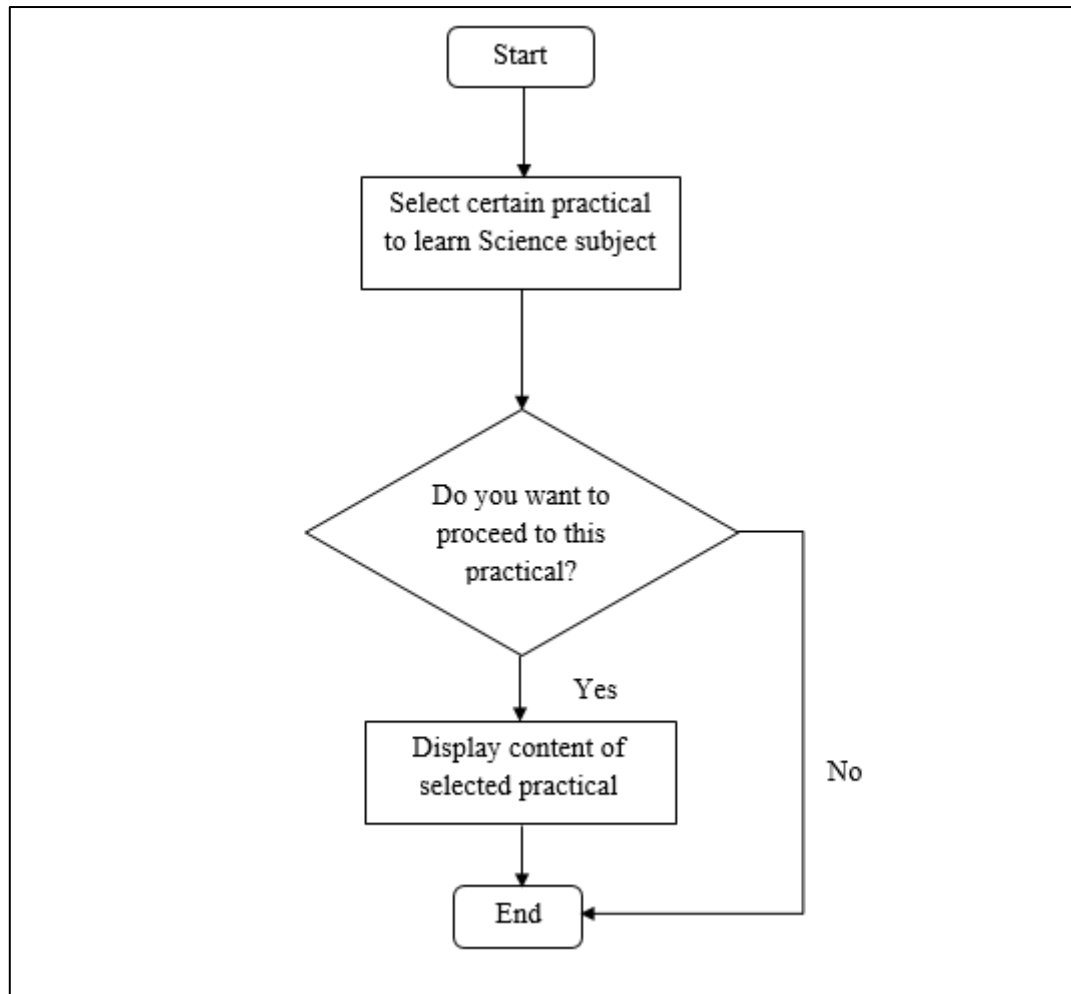 Start
Select certain practical
to learn Science subject
Do you want to
proceed to this
practical?
Yes
Display content of
selected practical
No
End